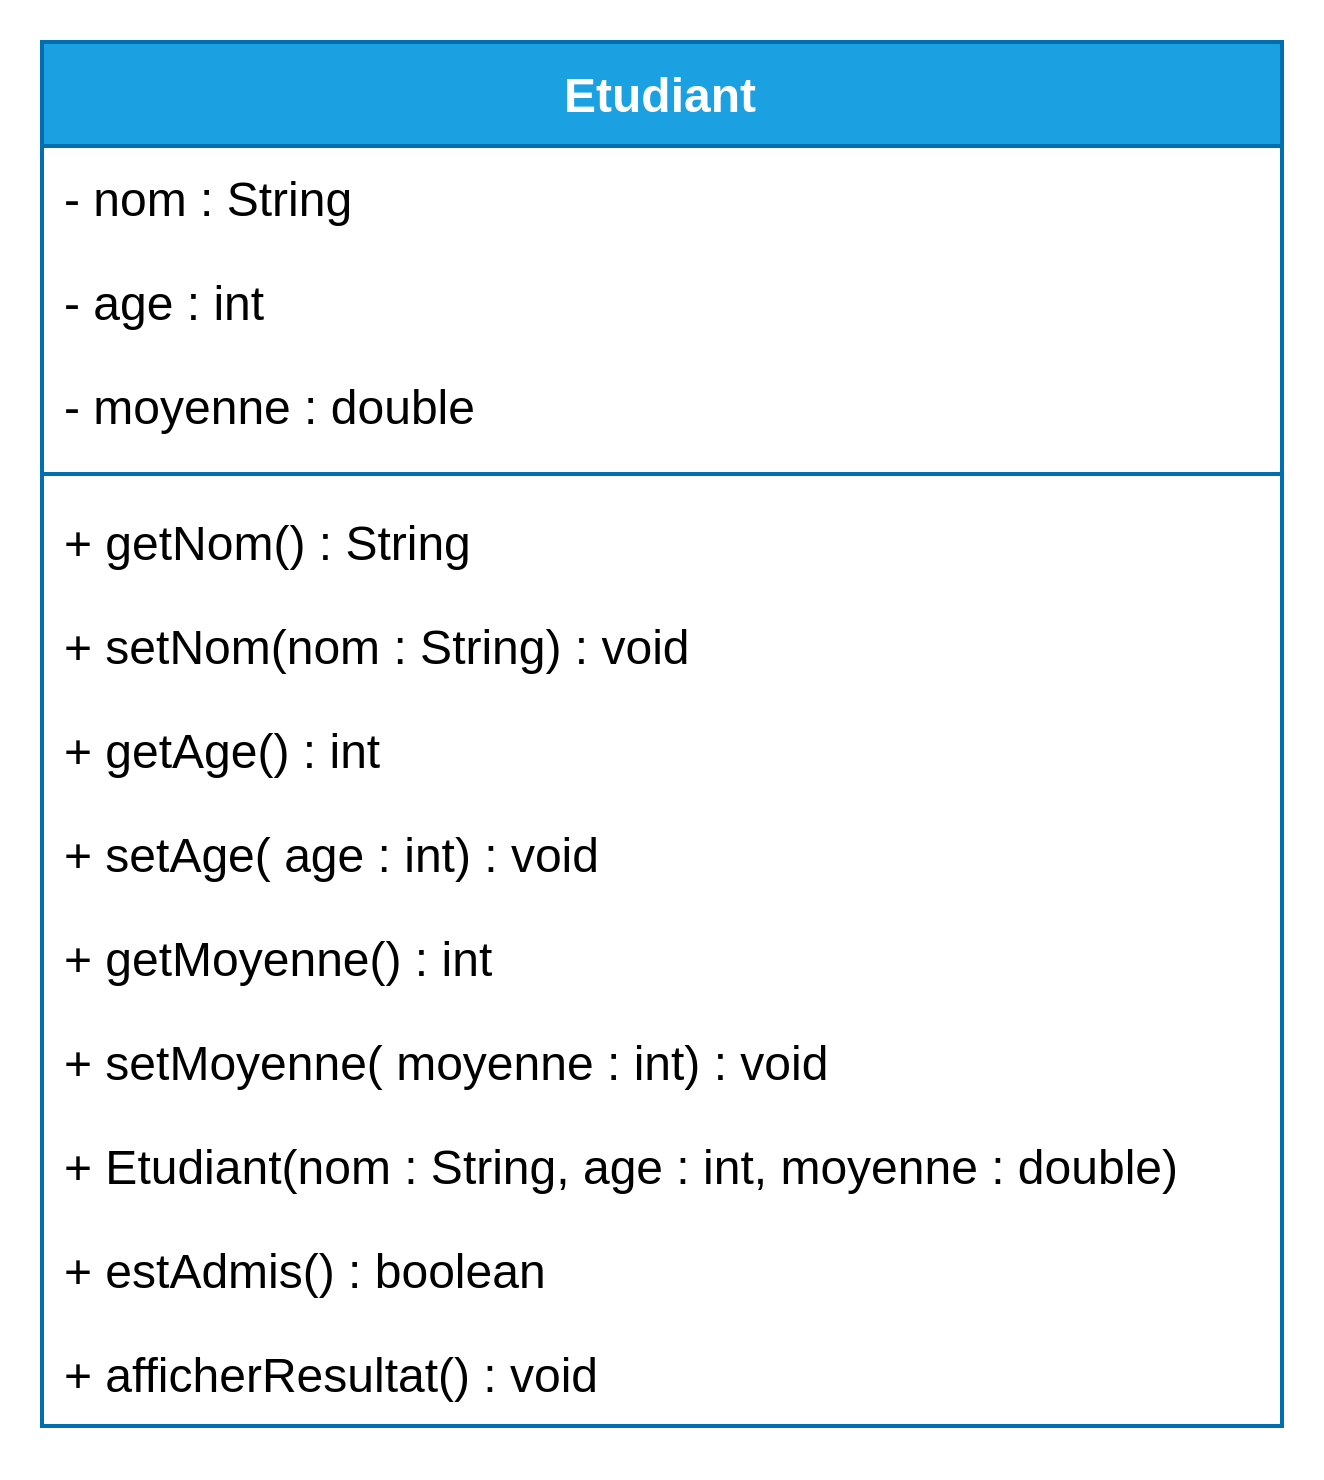 Etudiant
- nom : String
- age : int
- moyenne : double
+ getNom() : String
+ setNom(nom : String) : void
+ getAge() : int
+ setAge( age : int) : void
+ getMoyenne() : int
+ setMoyenne( moyenne : int) : void
+ Etudiant(nom : String, age : int, moyenne : double)
+ estAdmis() : boolean
+ afficherResultat() : void